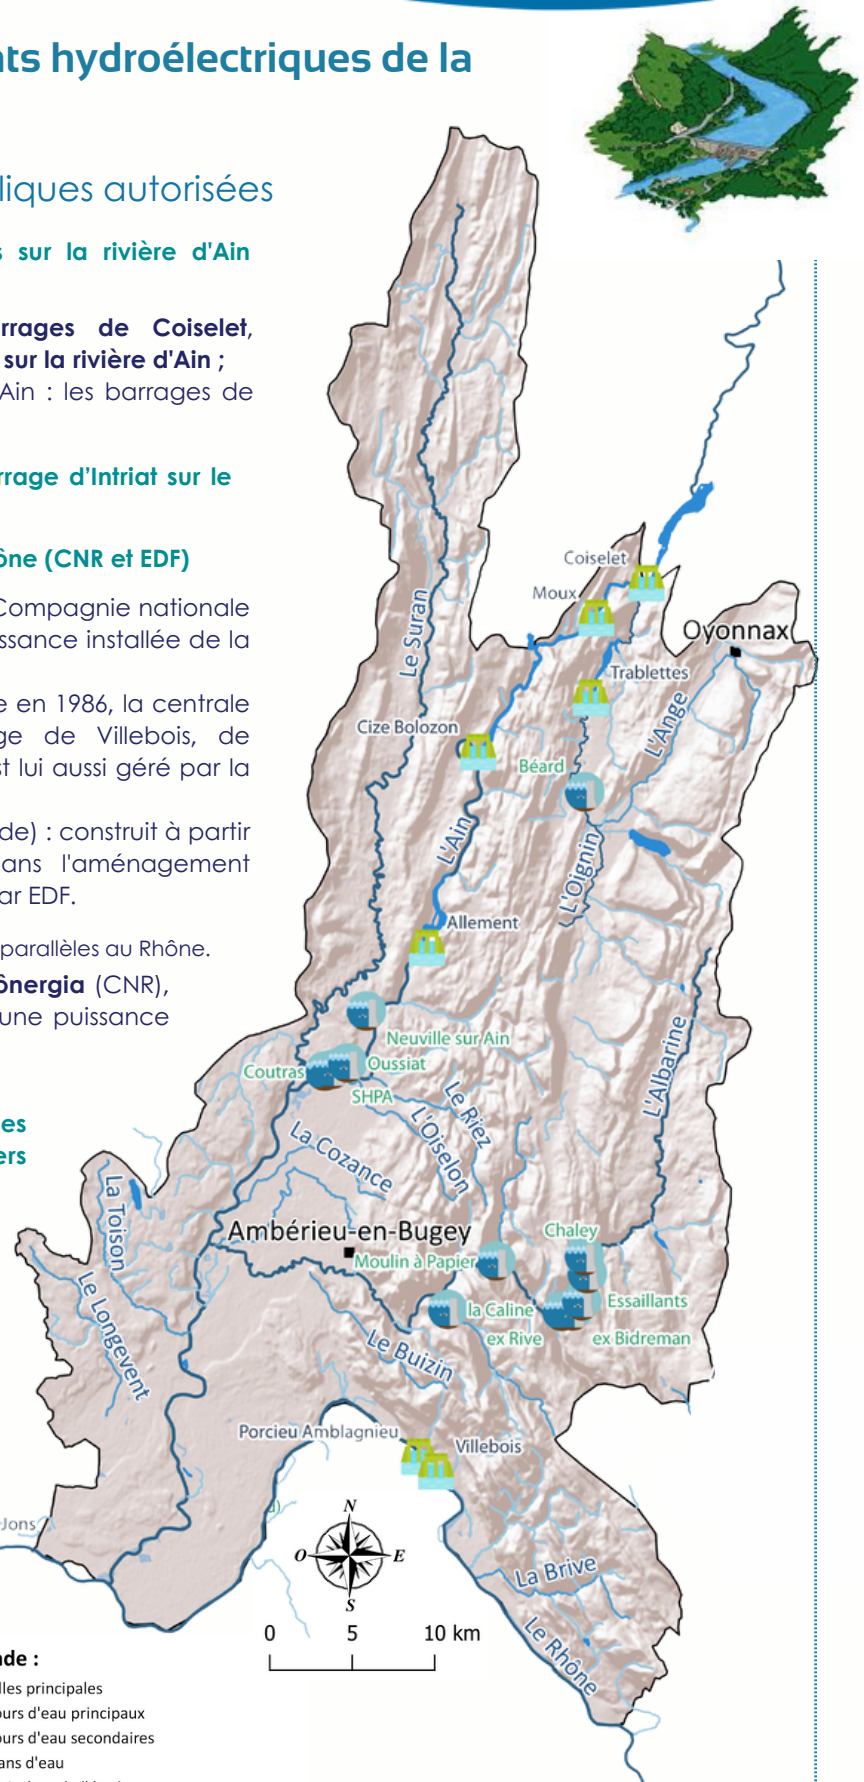 ts hydroélectriques de la
liques autorisées
s sur la rivière d'Ain
rrages de Coiselet,
sur la rivière d'Ain ;
Ain : les barrages de
rrage d'Intriat sur le
ône (CNR et EDF)
Compagnie nationale
issance installée de la
e en 1986, la centrale
ge de Villebois, de
st lui aussi géré par la
de) : construit à partir
ans l'aménagement
ar EDF.
parallèles au Rhône.
ônergia (CNR),
une puissance
es
ers
Coiselet
Moux
Oyonnax
Le Suran
Trablettes
L'Ange
Cize Bolozon
Béard
L'Ain
L'Oignin
Allement
Neuville sur Ain
Coutras
Oussiat
SHPA
L'Albarine
Le Riez
L'Oiselon
La Cozance
La Toison
Ambérieu-en-Bugey
Chaley
Moulin à Papier
Le Longevent
la Caline
Essaillants
ex Rive
ex Bidreman
Le Buizin
Porcieu Amblagnieu
Villebois
Jons
N
O
E
S
La Brive
Le Rhône
0 5 10 km
de :
lles principales
ours d'eau principaux
ours d'eau secondaires
ans d'eau